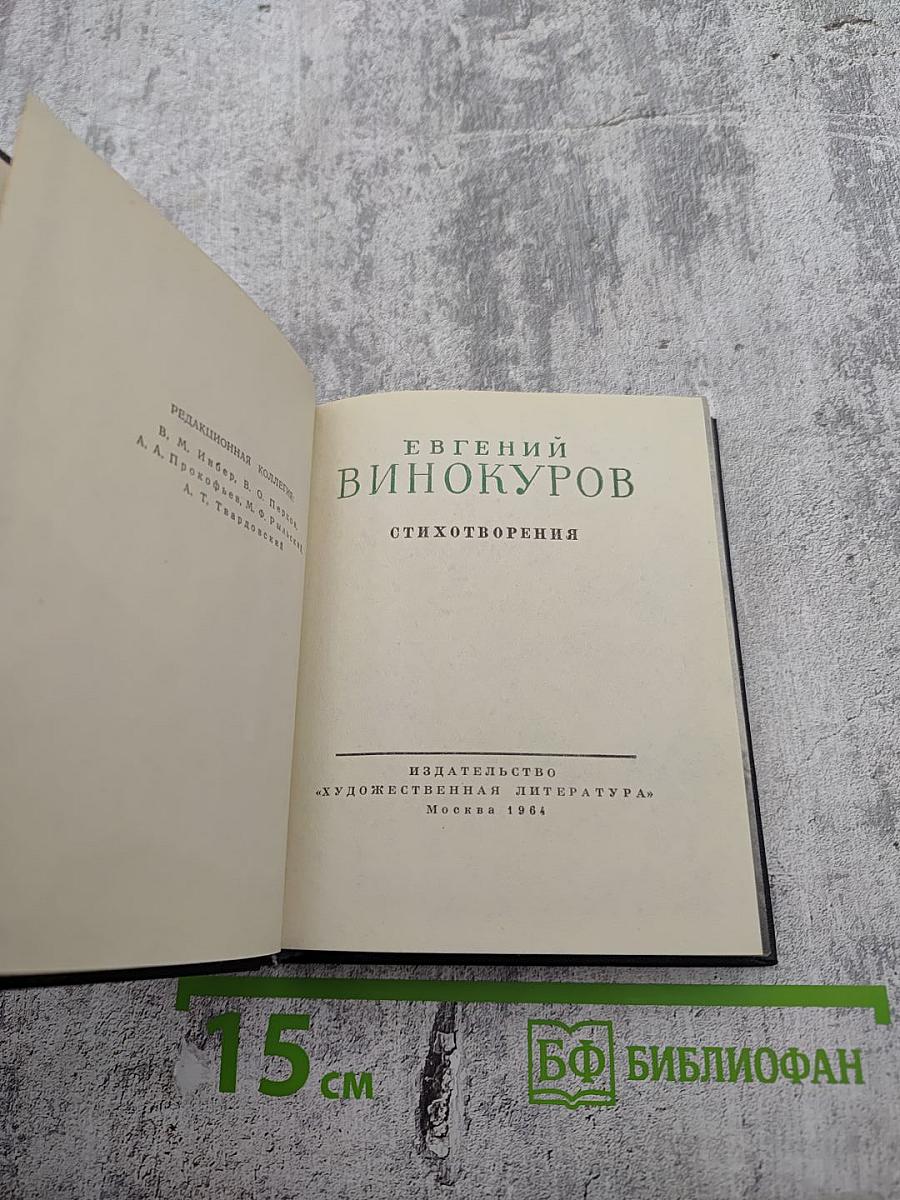 РЕДАКЦИОННАЯ КОЛЛЕГИЯ:
В. М. Инбер, В. О. Перцов,
А. А. Прокофьев, М. Ф. Рыльский,
А. Т. Твардовский
ЕВГЕНИЙ
ВИНОКУРОВ
СТИХОТВОРЕНИЯ
ИЗДАТЕЛЬСТВО
«ХУДОЖЕСТВЕННАЯ ЛИТЕРАТУРА»
Москва 1964
15 см
БФ БИБЛИОФАН